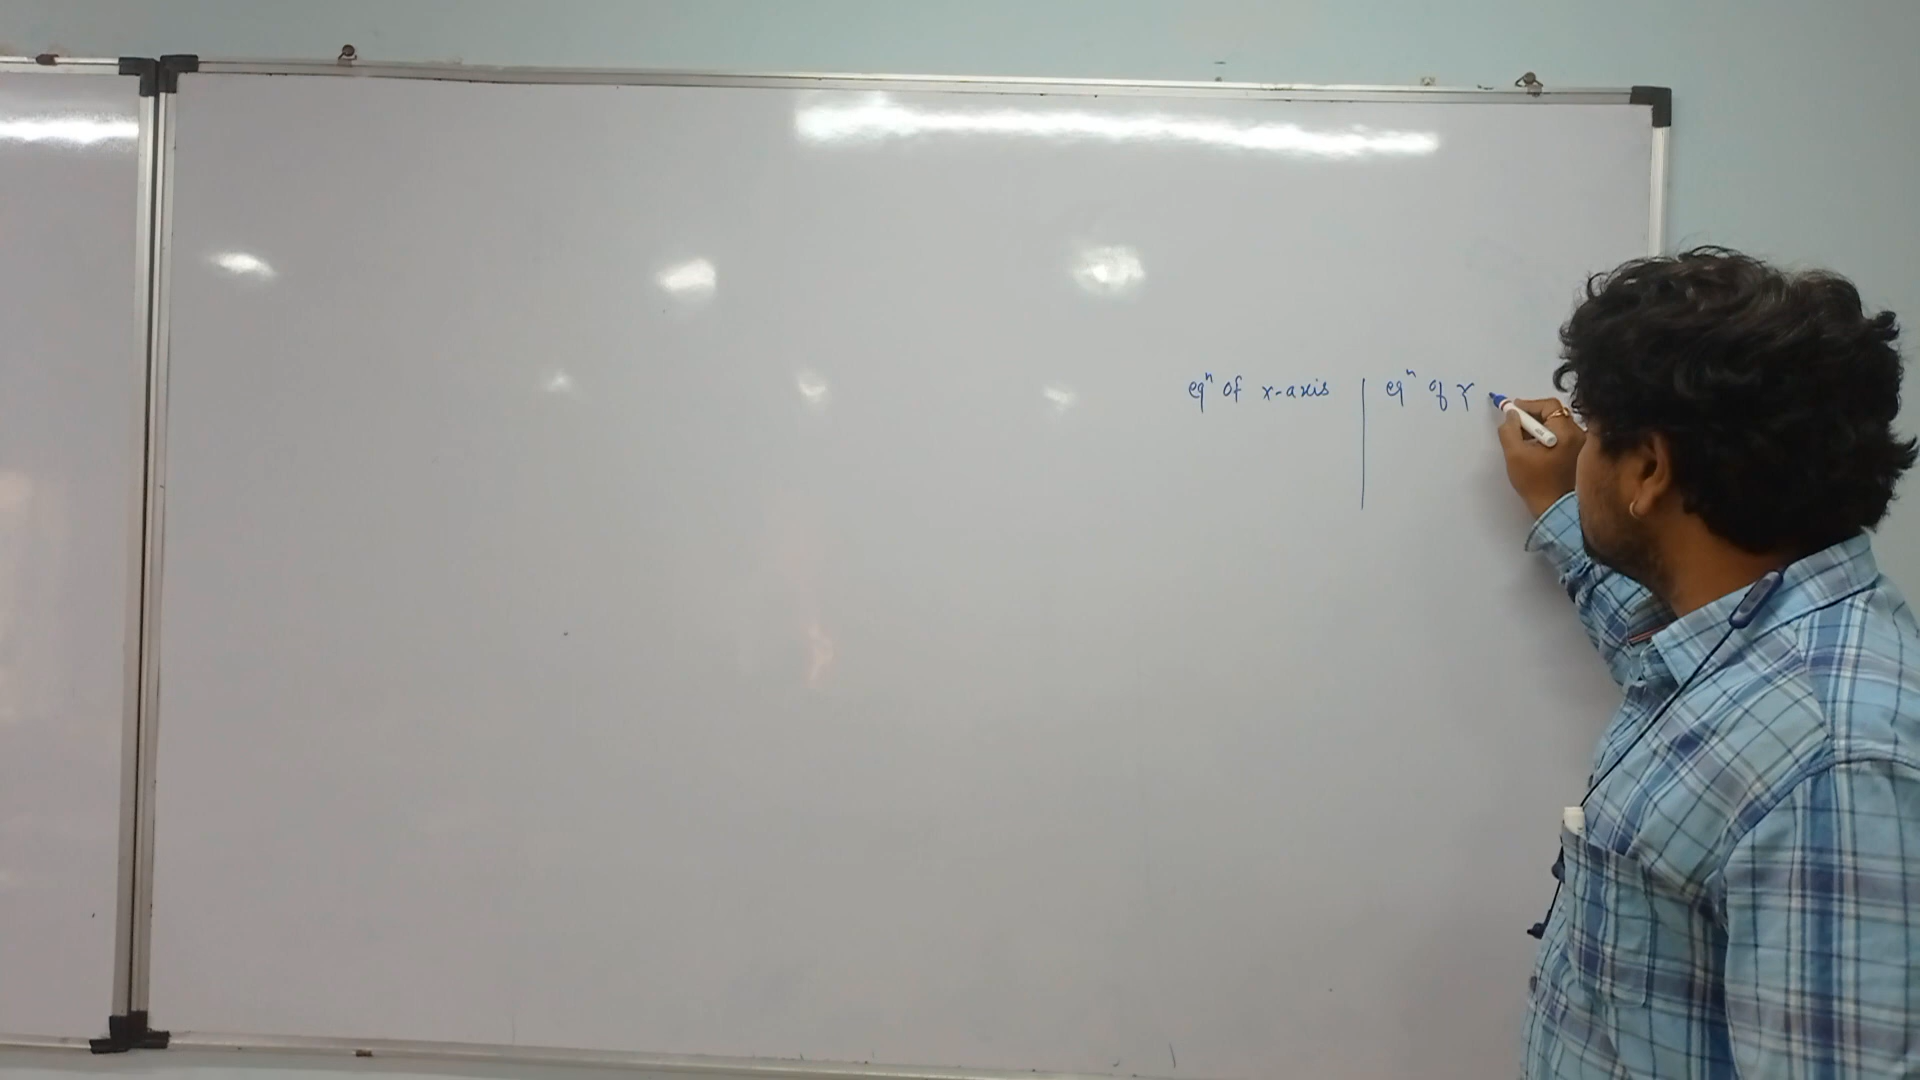 eqⁿ of x-axis | eqⁿ of Y